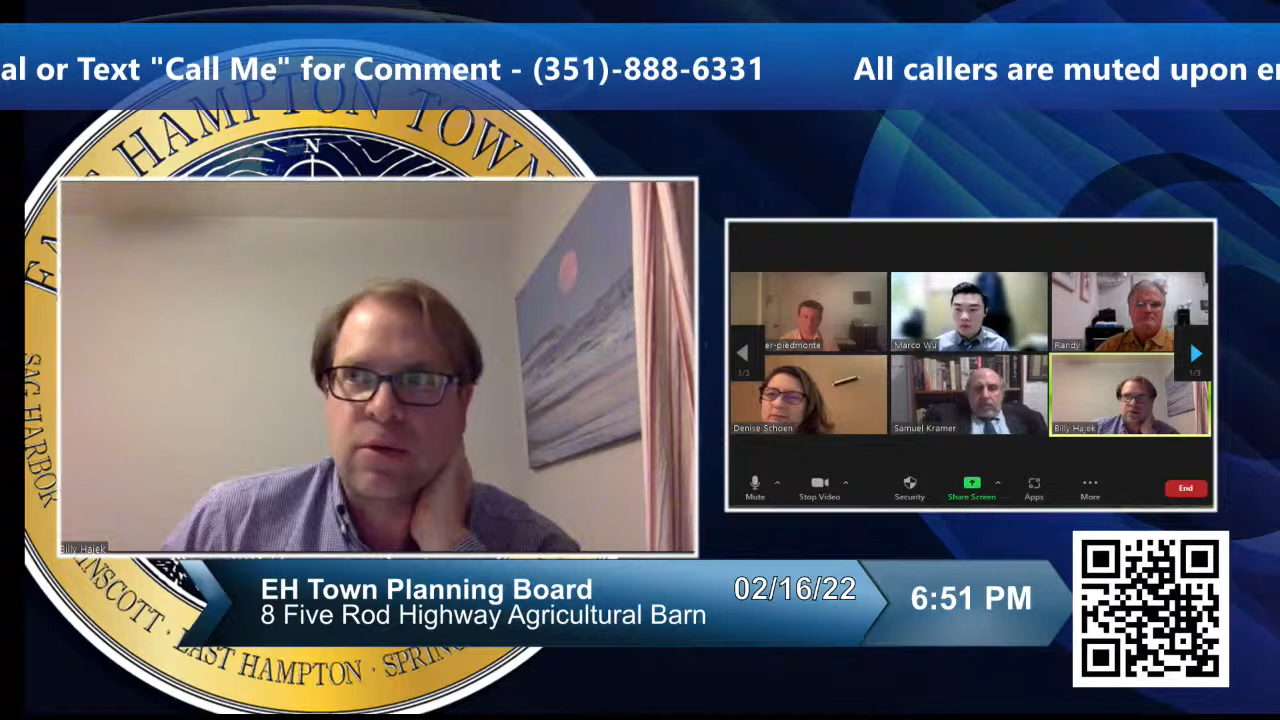 al or Text "Call Me" for Comment - (351)-888-6331 All callers are muted upon
EAST HAMPTON TOWN
N
SAG HARBOR
EAST HAMPTON ·
Billy Hajek
er-piedmonte
Marco Wu
Randy
1/3
1/3
Denise Schoen
Samuel Kramer
Billy Hajek
Mute
Stop Video
Security
Share Screen
Apps
More
End
EH Town Planning Board
8 Five Rod Highway Agricultural Barn
02/16/22
6:51 PM